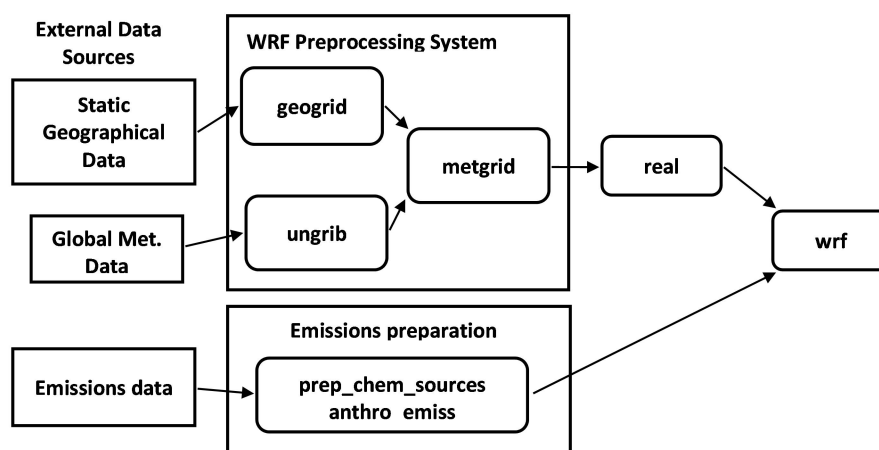 External Data
Sources
WRF Preprocessing System
Static
Geographical
Data
geogrid
metgrid
real
Global Met.
Data
ungrib
wrf
Emissions preparation
Emissions data
prep_chem_sources
anthro emiss